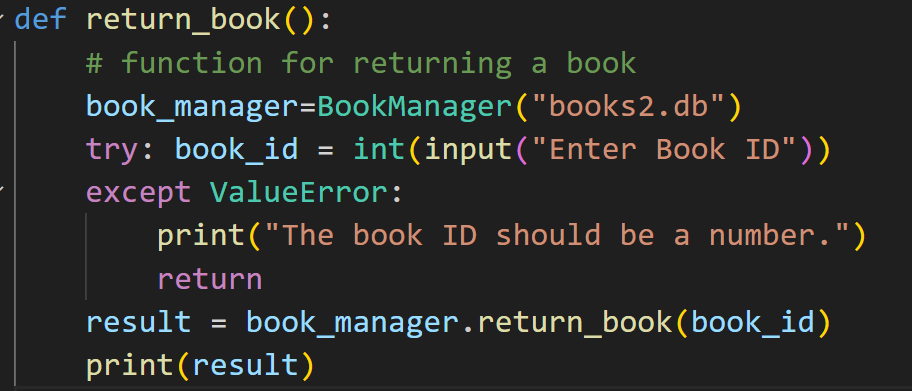 def return_book():
    # function for returning a book
    book_manager=BookManager("books2.db")
    try: book_id = int(input("Enter Book ID"))
    except ValueError:
        print("The book ID should be a number.")
        return
    result = book_manager.return_book(book_id)
    print(result)